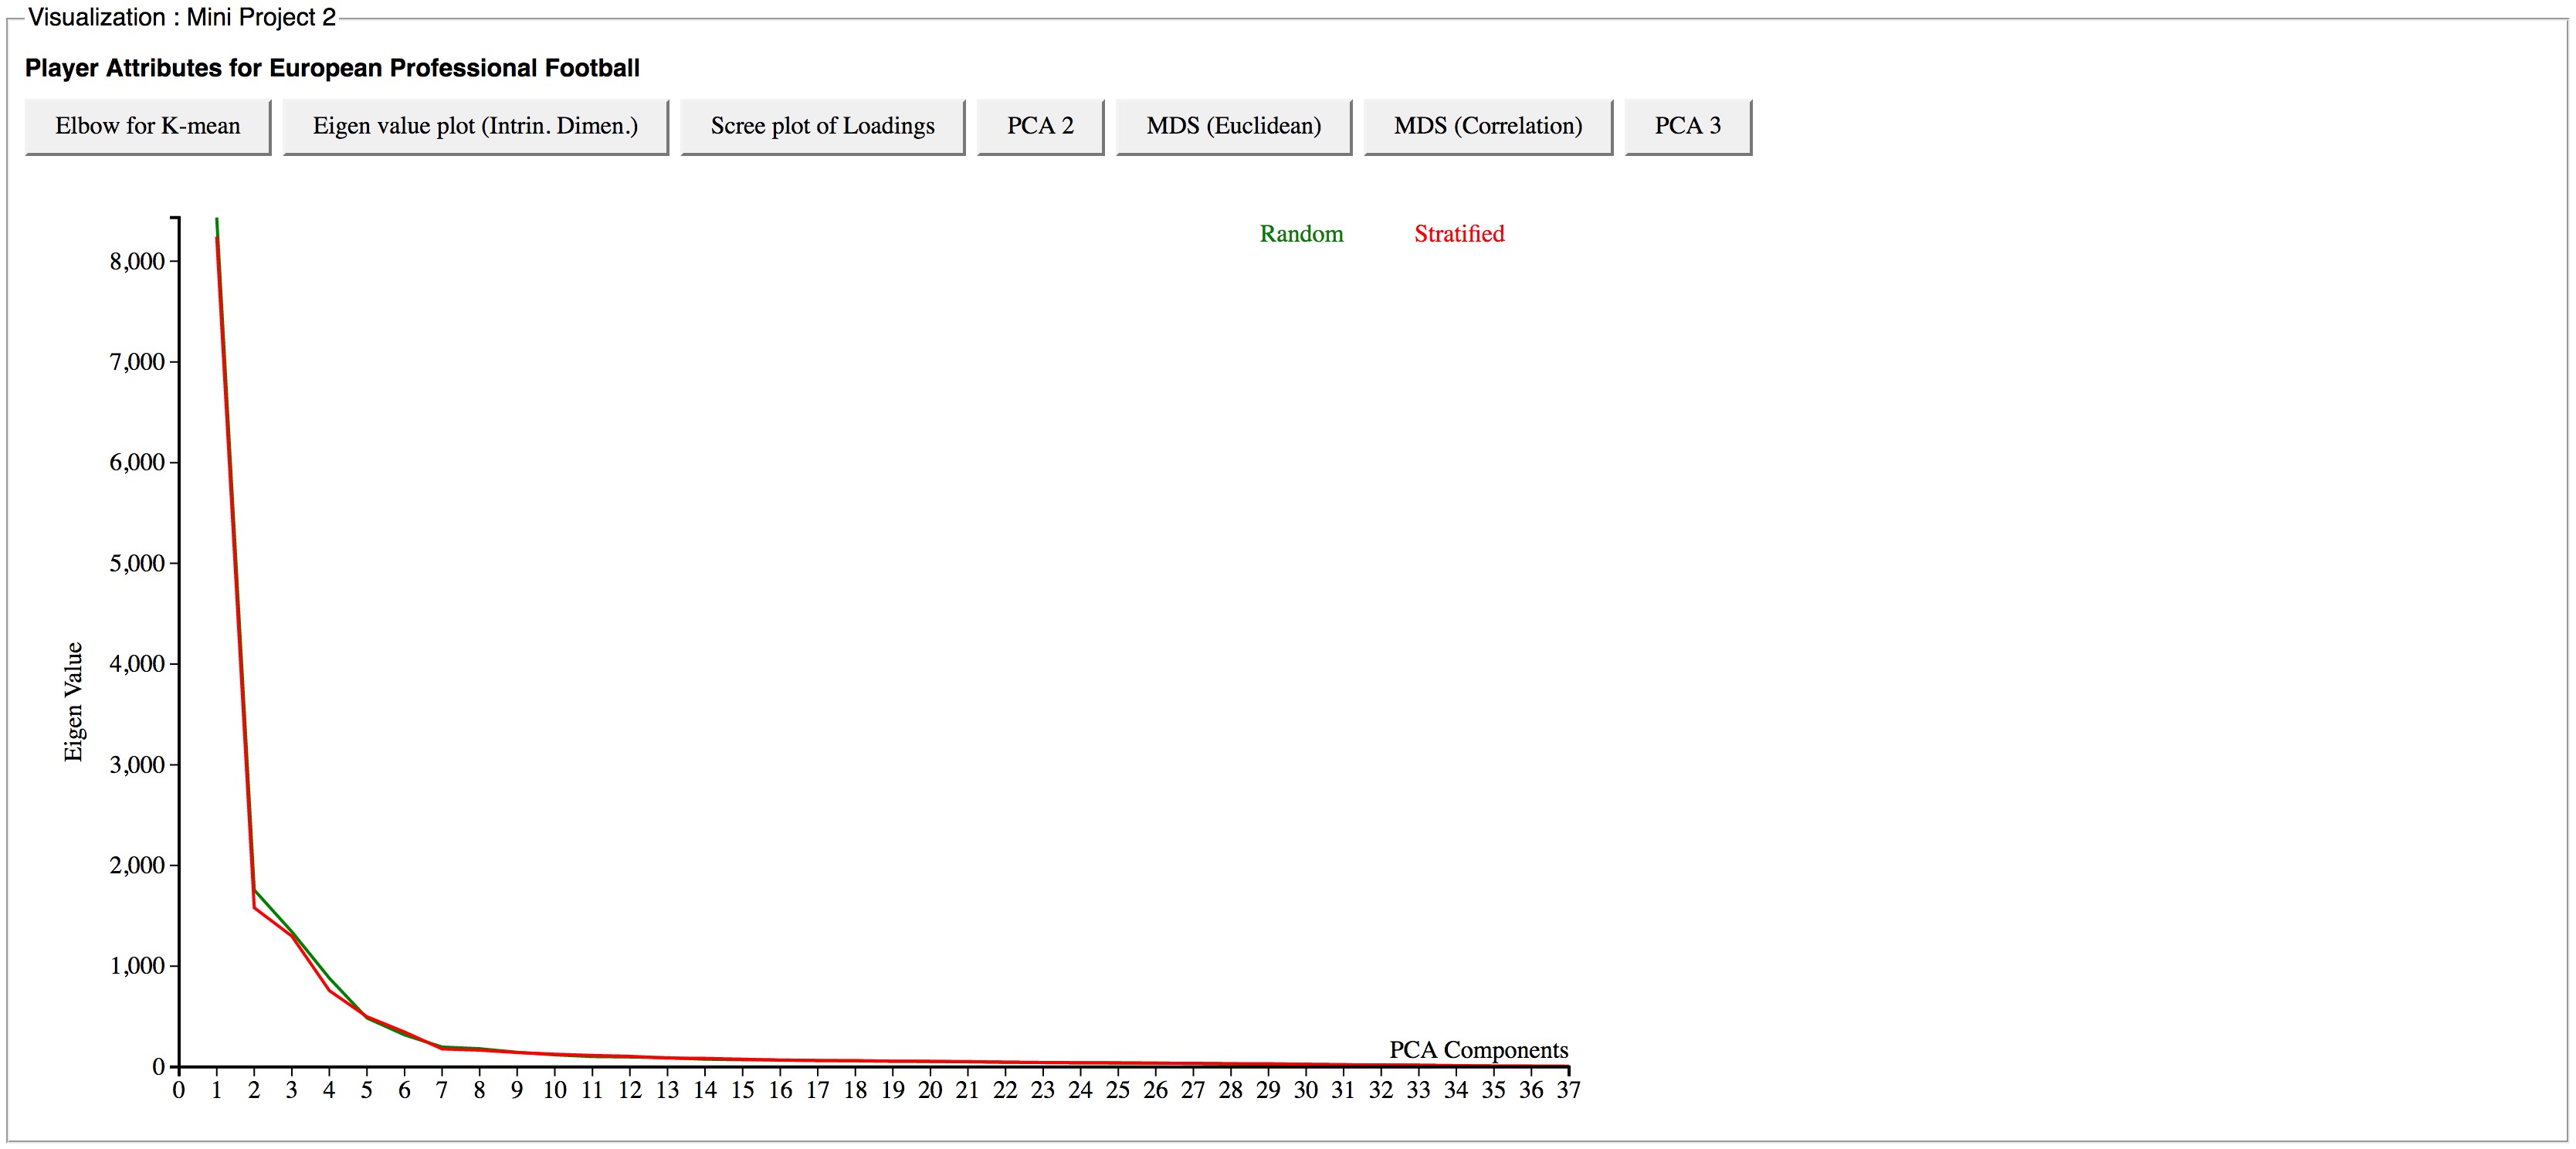 Visualization : Mini Project 2
Player Attributes for European Professional Football
Elbow for K-mean Eigen value plot (Intrin. Dimen.) Scree plot of Loadings PCA 2 MDS (Euclidean) MDS (Correlation) PCA 3
Random Stratified
8,000
7,000
6,000
5,000
4,000
3,000
2,000
1,000
0
Eigen Value
PCA Components
0 1 2 3 4 5 6 7 8 9 10 11 12 13 14 15 16 17 18 19 20 21 22 23 24 25 26 27 28 29 30 31 32 33 34 35 36 37